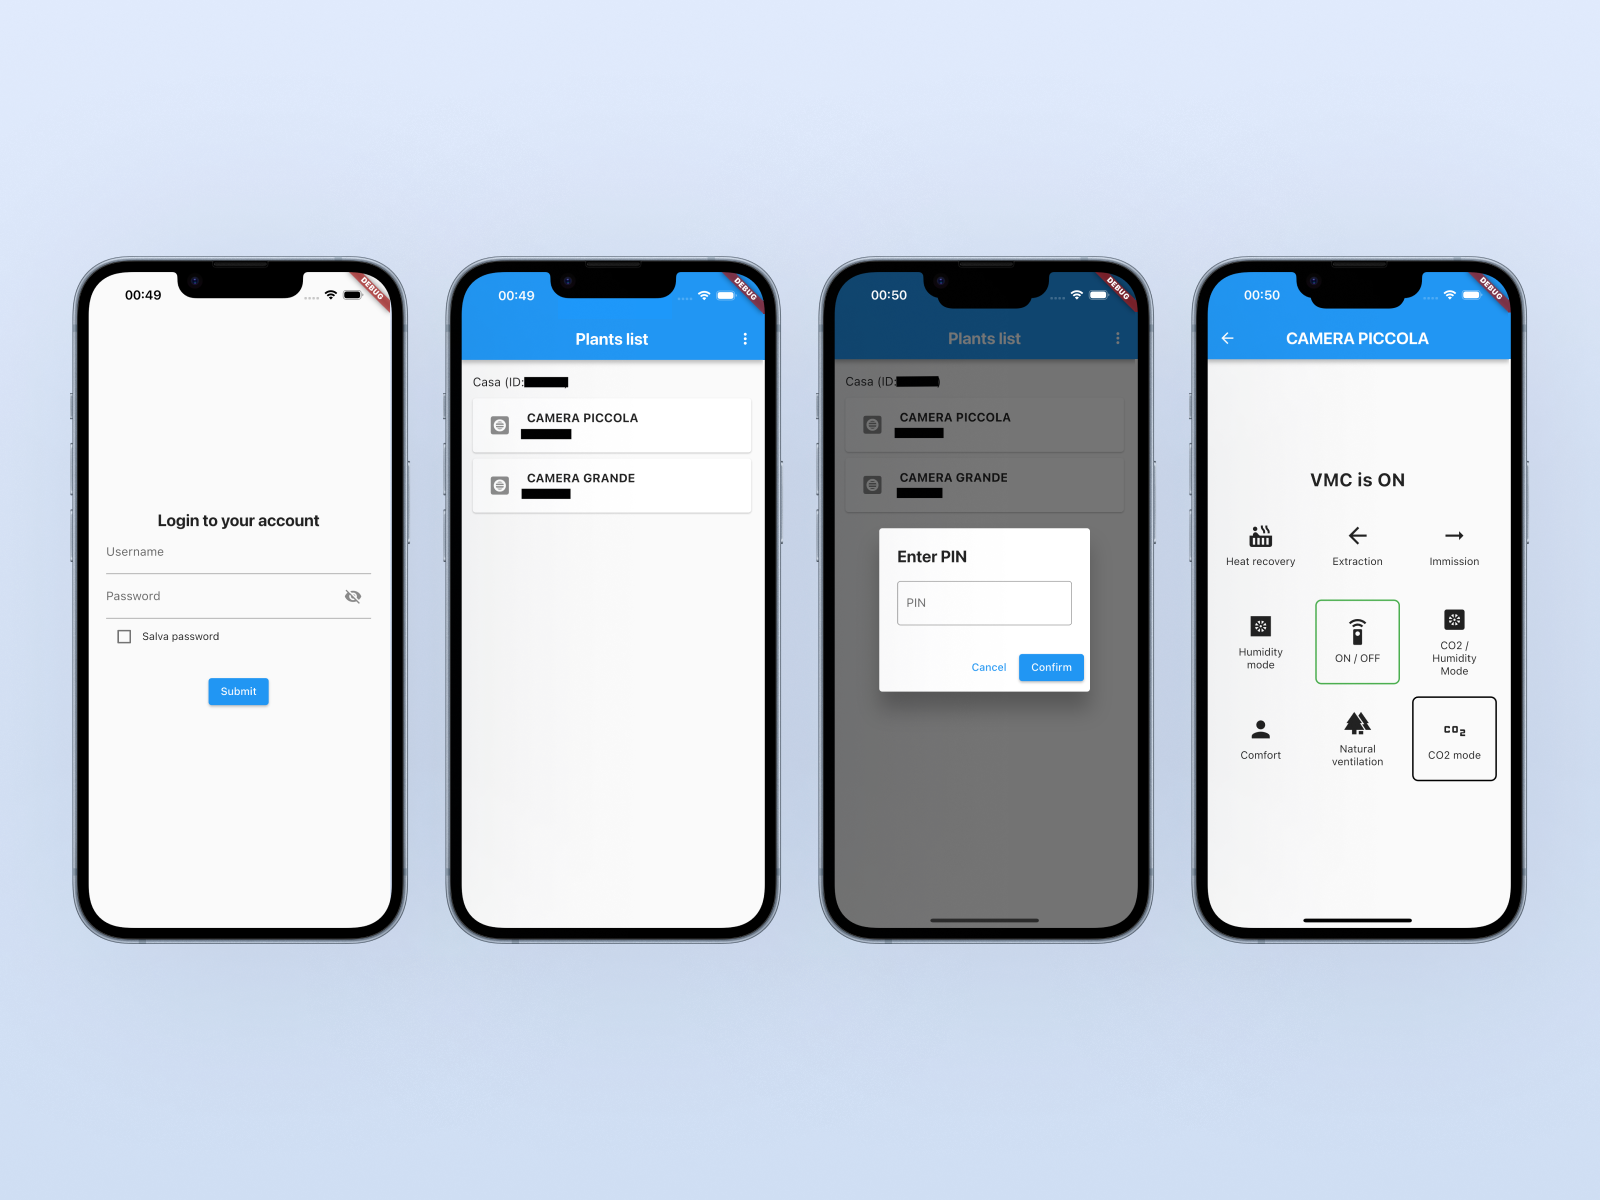 00:49
DEBUG
Login to your account
Username
Password
Salva password
Submit
00:49
DEBUG
Plants list
Casa (ID:
CAMERA PICCOLA
CAMERA GRANDE
00:50
DEBUG
Plants list
Casa (ID: )
CAMERA PICCOLA
CAMERA GRANDE
Enter PIN
PIN
Cancel
Confirm
00:50
DEBUG
CAMERA PICCOLA
VMC is ON
Heat recovery
Extraction
Immission
Humidity
mode
ON / OFF
CO2 /
Humidity
Mode
Comfort
Natural
ventilation
CO2
CO2 mode